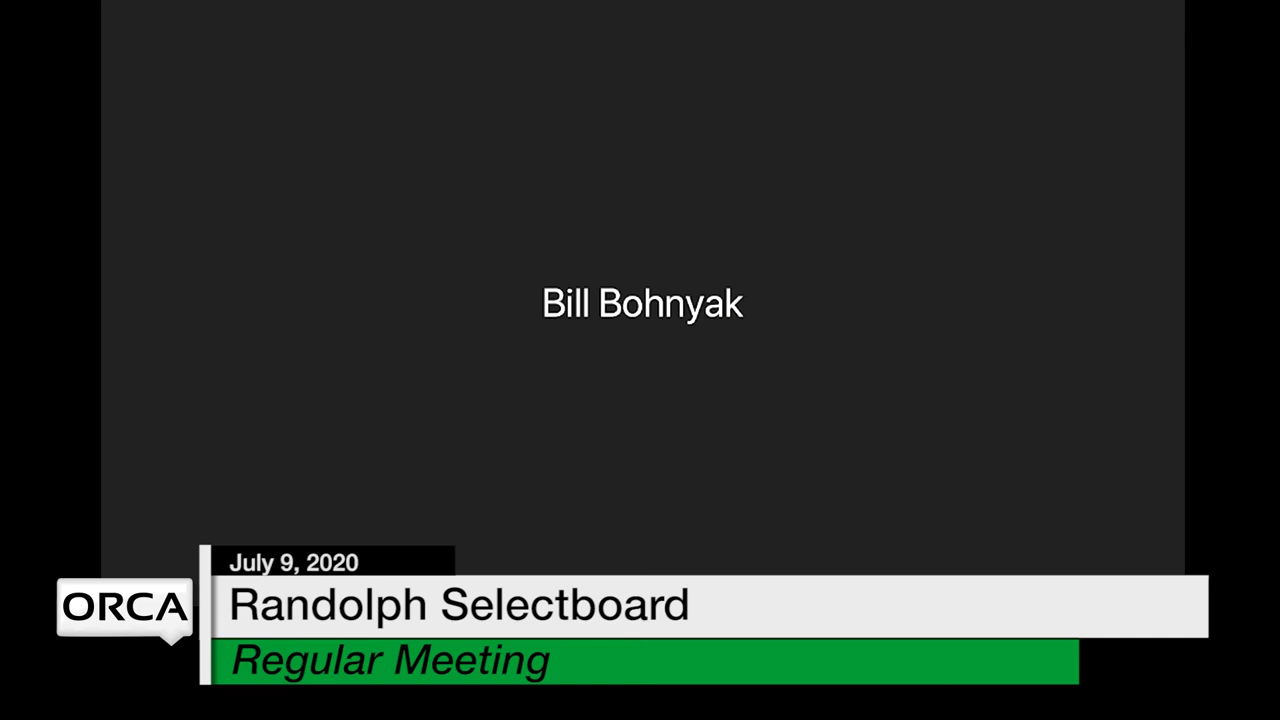 Bill Bohnyak
July 9, 2020
ORCA
Randolph Selectboard
Regular Meeting